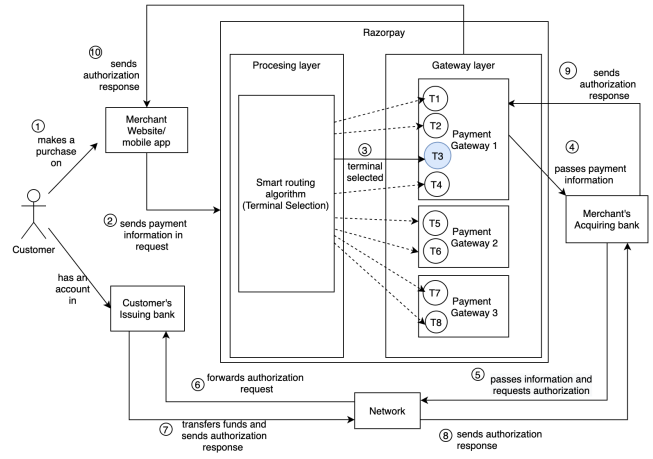 Razorpay
10
sends
authorization
response
Procesing layer
Gateway layer
9
sends
authorization
response
1
makes a
purchase
on
Merchant
Website/
mobile app
T1
T2
T3
T4
Payment
Gateway 1
3
terminal
selected
4
passes payment
information
Smart routing
algorithm
(Terminal Selection)
Customer
2
sends payment
information in
request
T5
T6
Payment
Gateway 2
Merchant's
Acquiring bank
has an
account
in
Customer's
Issuing bank
T7
T8
Payment
Gateway 3
6
forwards authorization
request
5
passes information and
requests authorization
Network
7
transfers funds and
sends authorization
response
8
sends authorization
response